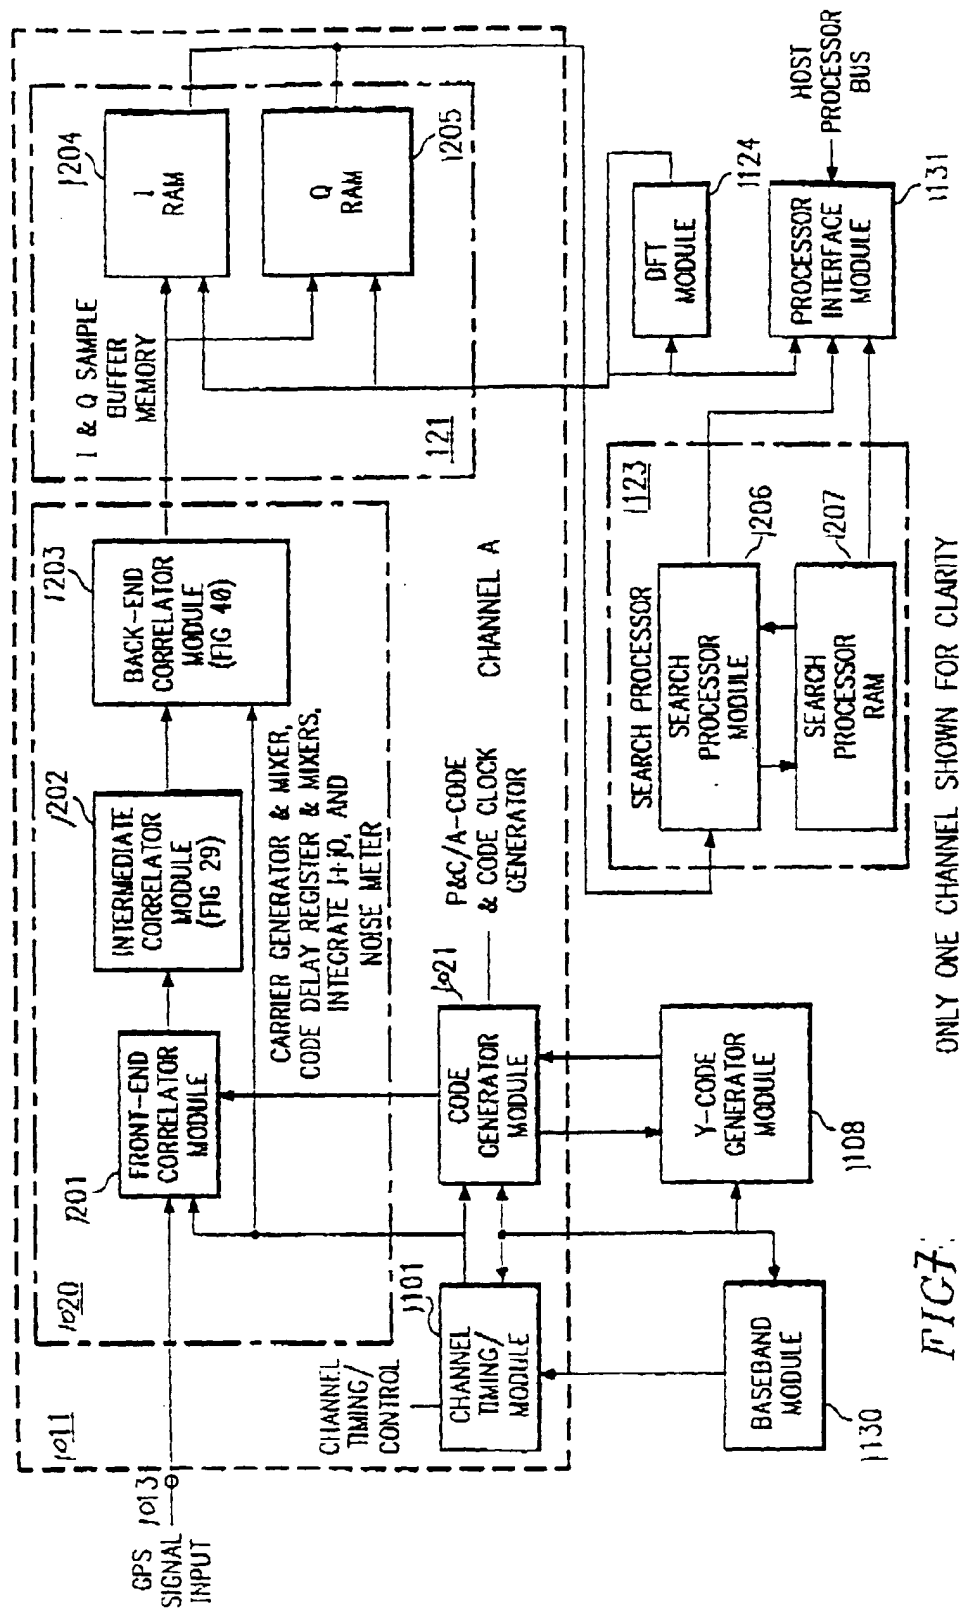 GPS
SIGNAL
INPUT
1013
1011
1020
1201
FRONT-END
CORRELATOR
MODULE
1202
INTERMEDIATE
CORRELATOR
MODULE
(FIG 29)
1203
BACK-END
CORRELATOR
MODULE
(FIG 40)
CARRIER GENERATOR & MIXER,
CODE DELAY REGISTER & MIXERS,
INTEGRATE I+jQ, AND
NOISE METER
I & Q SAMPLE
BUFFER
MEMORY
121
1204
I
RAM
Q
RAM
1205
CHANNEL
TIMING/
CONTROL
1101
CHANNEL
TIMING/
MODULE
1021
CODE
GENERATOR
MODULE
P&C/A-CODE
& CODE CLOCK
GENERATOR
CHANNEL A
BASEBAND
MODULE
1130
Y-CODE
GENERATOR
MODULE
1108
SEARCH PROCESSOR
1123
SEARCH
PROCESSOR
MODULE
1206
SEARCH
PROCESSOR
RAM
1207
DFT
MODULE
1124
PROCESSOR
INTERFACE
MODULE
1131
HOST
PROCESSOR
BUS
ONLY ONE CHANNEL SHOWN FOR CLARITY
FIG 7.